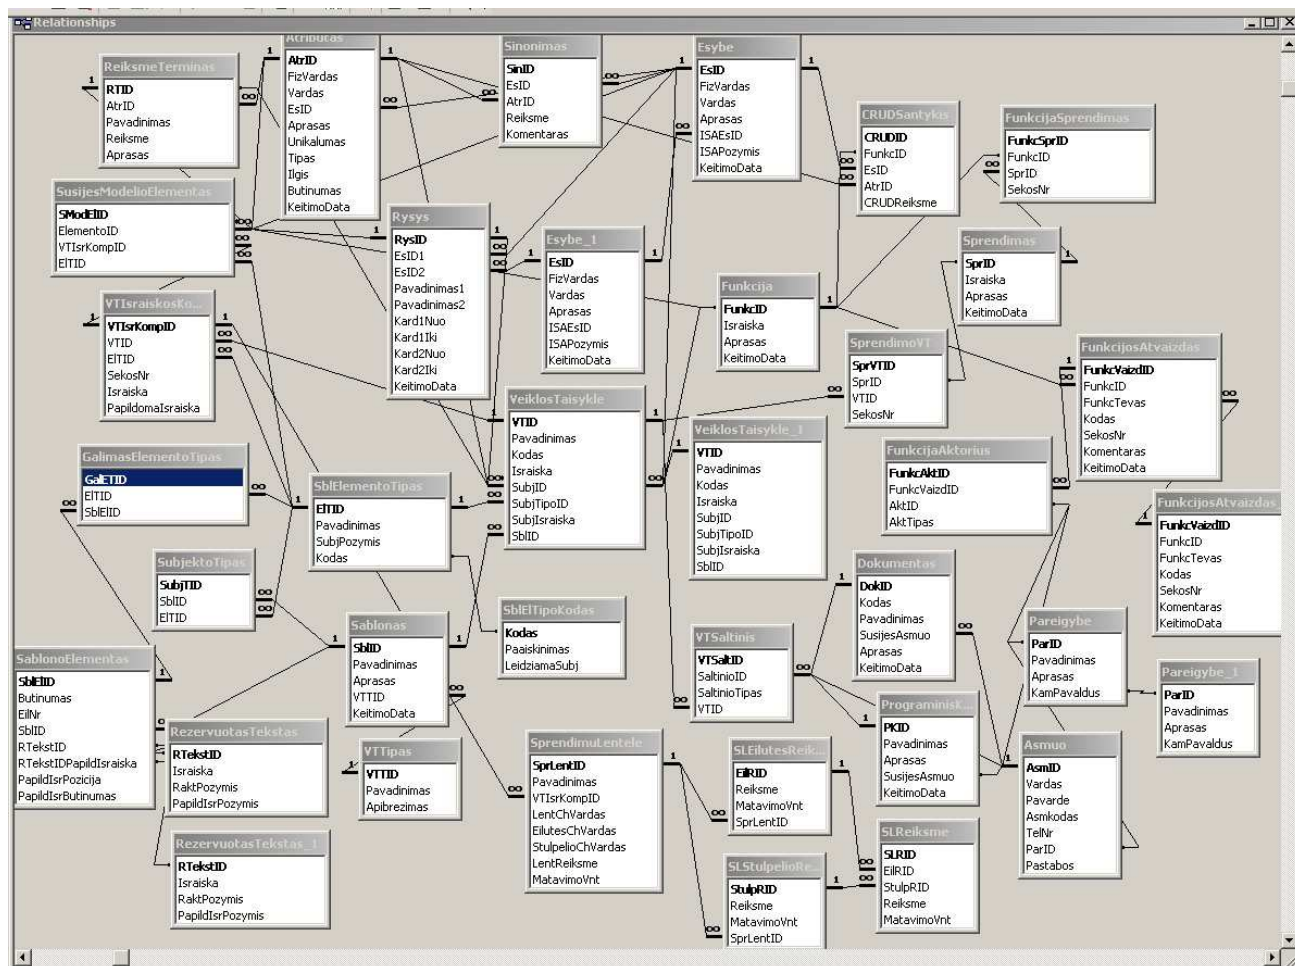 Relationships
Atributas
AtrID
FizVardas
Vardas
EsID
Aprasas
Unikalumas
Tipas
Ilgis
Butinumas
KeitimoData
Sinonimas
SinID
EsID
AtrID
Reiksme
Komentaras
Esybe
EsID
FizVardas
Vardas
Aprasas
ISAEsID
ISAPozymis
KeitimoData
ReiksmeTerminas
RTID
AtrID
Pavadinimas
Reiksme
Aprasas
CRUDSantykis
CRUDID
FunkcID
EsID
AtrID
CRUDReiksme
FunkcijaSprendimas
FunkcSprID
FunkcID
SprID
SekosNr
SusijesModelioElementas
SModElID
ElementoID
VTIsrKompID
ElTID
Rysys
RysID
EsID1
EsID2
Pavadinimas1
Pavadinimas2
Kard1Nuo
Kard1Iki
Kard2Nuo
Kard2Iki
KeitimoData
Esybe_1
EsID
FizVardas
Vardas
Aprasas
ISAEsID
ISAPozymis
KeitimoData
Sprendimas
SprID
Israiska
Aprasas
KeitimoData
Funkcija
FunkcID
Israiska
Aprasas
KeitimoData
VTIsraiskosKo...
VTIsrKompID
VTID
ElTID
SekosNr
Israiska
PapildomaIsraiska
SprendimoVT
SprVTID
SprID
VTID
SekosNr
FunkcijosAtvaizdas
FunkcVaizdID
FunkcID
FunkcTevas
Kodas
SekosNr
Komentaras
KeitimoData
VeiklosTaisykle
VTID
Pavadinimas
Kodas
Israiska
SubjID
SubjTipoID
SubjIsraiska
SblID
VeiklosTaisykle_1
VTID
Pavadinimas
Kodas
Israiska
SubjID
SubjTipoID
SubjIsraiska
SblID
FunkcijaAktorius
FunkcAktID
FunkcVaizdID
AktID
AktTipas
GalimasElementoTipas
GalETID
ElTID
SblElID
SblElementoTipas
ElTID
Pavadinimas
SubjPozymis
Kodas
FunkcijosAtvaizdas
FunkcVaizdID
FunkcID
FunkcTevas
Kodas
SekosNr
Komentaras
KeitimoData
SubjektoTipas
SubjTID
SblID
ElTID
Dokumentas
DokID
Kodas
Pavadinimas
SusijesAsmuo
Aprasas
KeitimoData
SblElTipoKodas
Kodas
Paaiskinimas
LeidziamaSubj
Sablonas
SblID
Pavadinimas
Aprasas
VTTID
KeitimoData
VTSaltinis
VTSaltID
SaltinioID
SaltinioTipas
VTID
Pareigybe
ParID
Pavadinimas
Aprasas
KamPavaldus
Pareigybe_1
ParID
Pavadinimas
Aprasas
KamPavaldus
SablonoElementas
SblElID
Butinumas
EilNr
SblID
RTekstID
RTekstIDPapildIsraiska
PapildIsrPozicija
PapildIsrButinumas
PrograminisK...
PKID
Pavadinimas
Aprasas
SusijesAsmuo
KeitimoData
RezervuotasTekstas
RTekstID
Israiska
RaktPozymis
PapildIsrPozymis
VTTipas
VTTID
Pavadinimas
Apibrezimas
SprendimuLentele
SprLentID
Pavadinimas
VTIsrKompID
LentChVardas
EilutesChVardas
StulpelioChVardas
LentReiksme
MatavimoVnt
SLEilutesReik...
EilRID
Reiksme
MatavimoVnt
SprLentID
Asmuo
AsmID
Vardas
Pavarde
Asmkodas
TelNr
ParID
Pastabos
SLReiksme
SLRID
EilRID
StulpRID
Reiksme
MatavimoVnt
RezervuotasTekstas_1
RTekstID
Israiska
RaktPozymis
PapildIsrPozymis
SLStulpelioRe...
StulpRID
Reiksme
MatavimoVnt
SprLentID